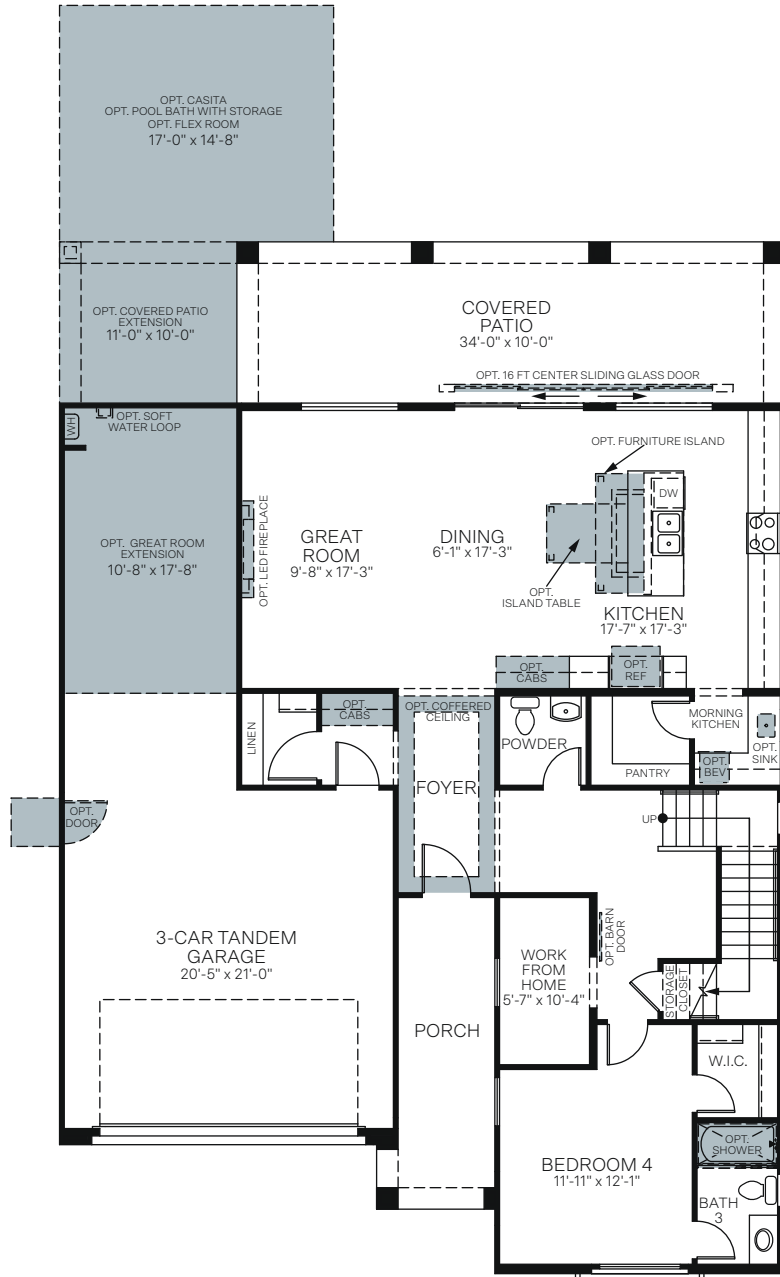 OPT. CASITA
OPT. POOL BATH WITH STORAGE
OPT. FLEX ROOM
17'-0" x 14'-8"
OPT. COVERED PATIO
EXTENSION
11'-0" x 10'-0"
COVERED
PATIO
34'-0" x 10'-0"
OPT. 16 FT CENTER SLIDING GLASS DOOR
WH
OPT. SOFT
WATER LOOP
OPT. FURNITURE ISLAND
DW
OPT. GREAT ROOM
EXTENSION
10'-8" x 17'-8"
OPT. LED FIREPLACE
GREAT
ROOM
9'-8" x 17'-3"
DINING
6'-1" x 17'-3"
OPT.
ISLAND TABLE
KITCHEN
17'-7" x 17'-3"
OPT.
CABS
OPT.
REF
LINEN
OPT.
CABS
OPT. COFFERED
CEILING
POWDER
PANTRY
MORNING
KITCHEN
OPT.
BEV
OPT.
SINK
FOYER
OPT.
DOOR
UP
3-CAR TANDEM
GARAGE
20'-5" x 21'-0"
WORK
FROM
HOME
5'-7" x 10'-4"
OPT. BARN
DOOR
STORAGE
CLOSET
PORCH
W.I.C.
OPT.
SHOWER
BEDROOM 4
11'-11" x 12'-1"
BATH
3